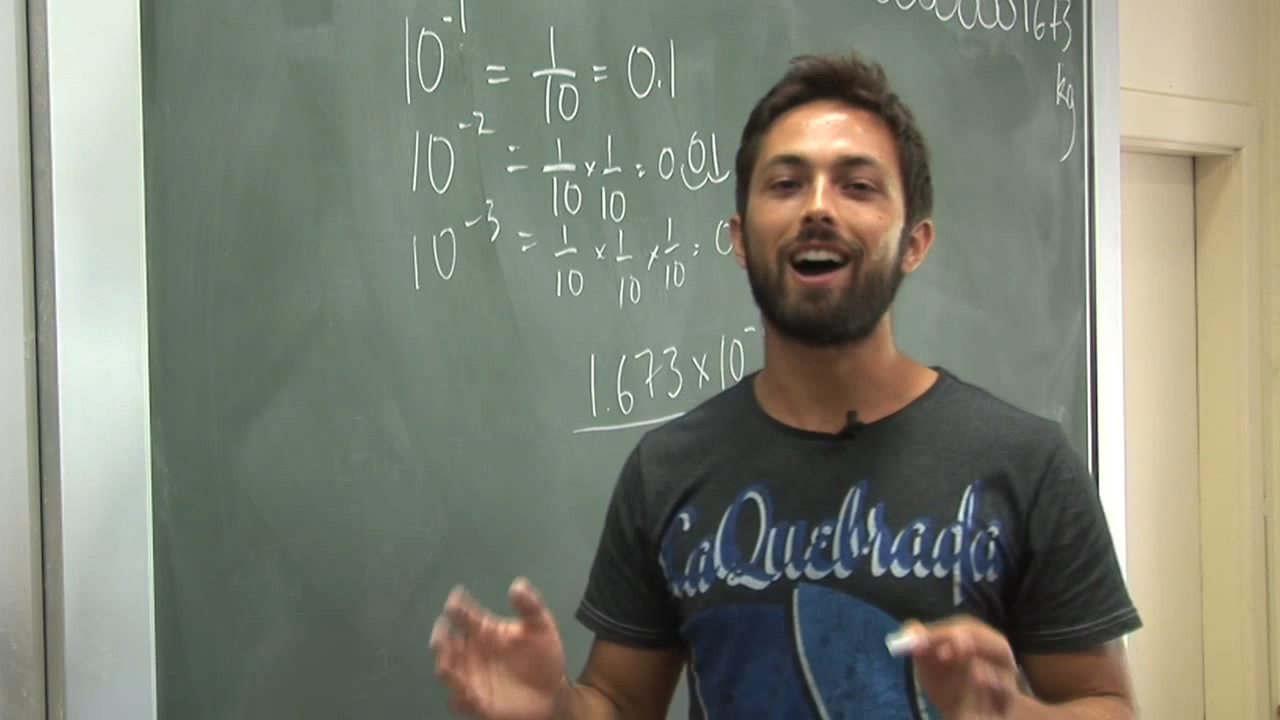 1673
kg
10⁻¹ = 1/10 = 0.1
10⁻² = 1/10 × 1/10 = 0.01
10⁻³ = 1/10 × 1/10 × 1/10 = 0
1.673 × 10⁻
LaQuebrada